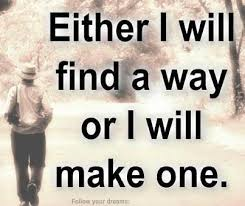 Either I will
find a way
or I will
make one.
Follow your dreams: